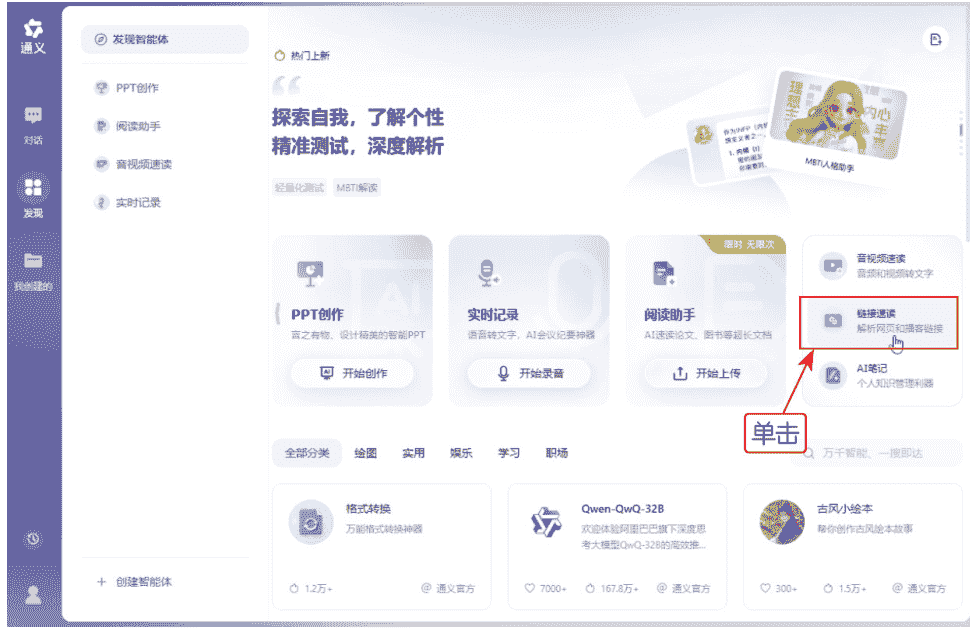 通义
对话
发现
我创建的
发现智能体
PPT创作
阅读助手
音视频速读
实时记录
创建智能体
热门上新
探索自我，了解个性
精准测试，深度解析
轻量化测试 MBTI解读
理想主
内心丰富
MBTI人格助手
PPT创作
言之有物、设计精美的智能PPT
开始创作
实时记录
语音转文字，AI会议纪要神器
开始录音
限时 无限次
阅读助手
AI速读论文、图书等超长文档
开始上传
音视频速读
音频和视频转文字
链接速读
解析网页和播客链接
AI笔记
个人知识管理利器
单击
全部分类 绘图 实用 娱乐 学习 职场
万千智能，一搜即达
格式转换
万能格式转换神器
1.2万+ @ 通义官方
Qwen-QwQ-32B
欢迎体验阿里巴巴旗下深度思
考大模型QwQ-32B的高效推...
7000+ 167.8万+ @ 通义官方
古风小绘本
帮你创作古风绘本故事
300+ 1.5万+ @ 通义官方